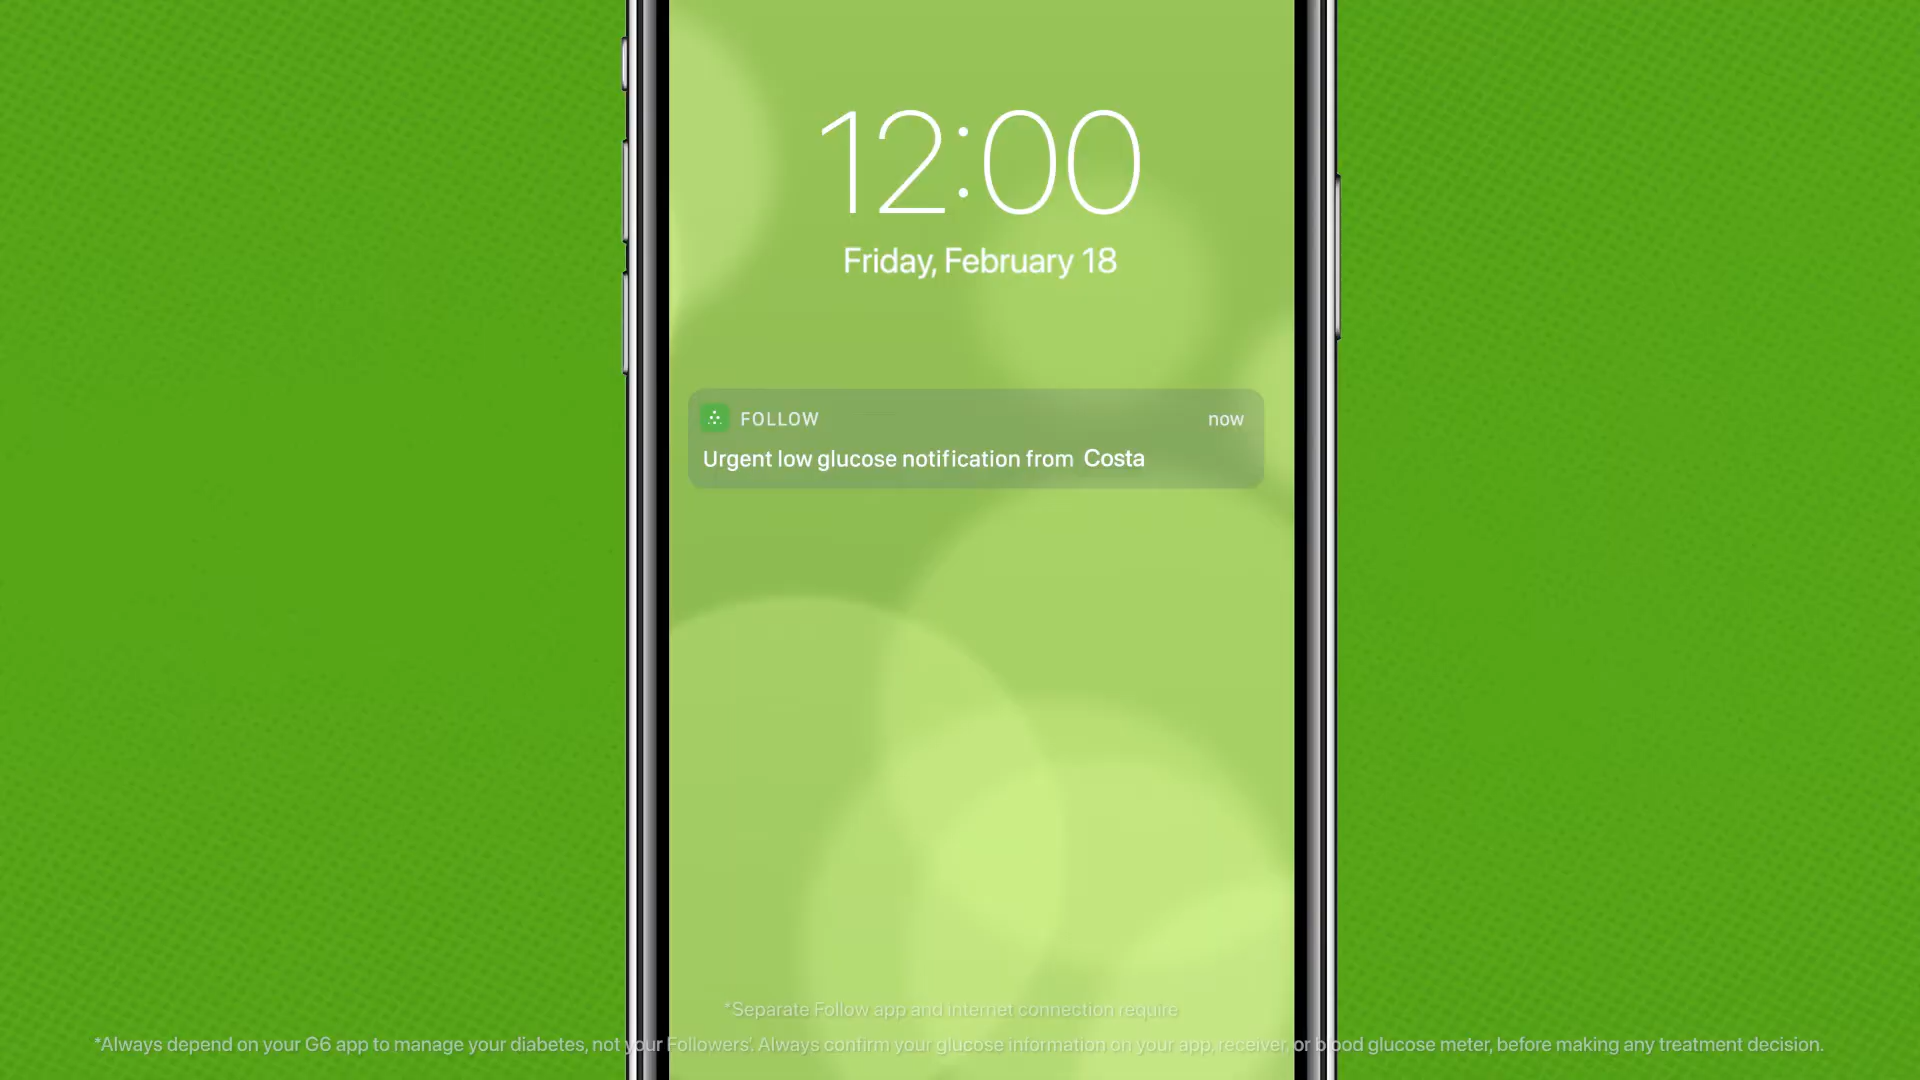 12:00
Friday, February 18
FOLLOW now
Urgent low glucose notification from Costa
*Separate Follow app and internet connection require
*Always depend on your G6 app to manage your diabetes, not your Followers'. Always confirm your glucose information on your app, receiver, or blood glucose meter, before making any treatment decision.